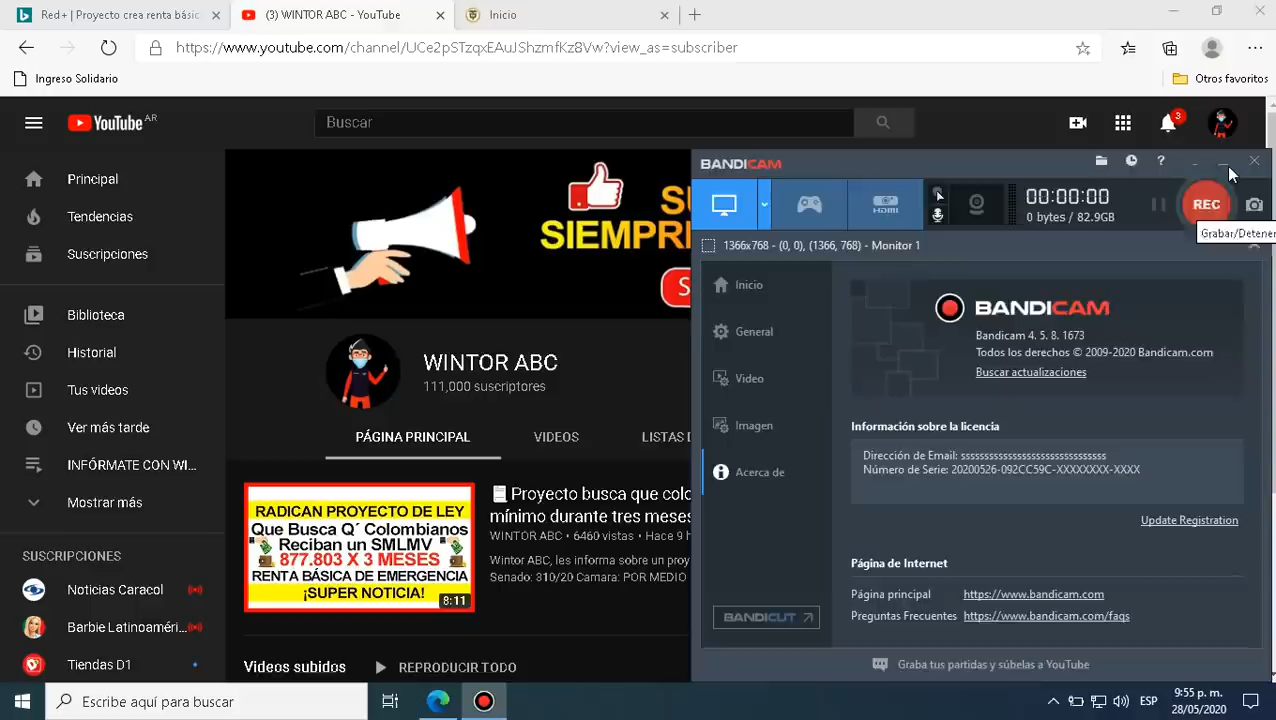 Red+ | Proyecto crea renta básic
(3) WINTOR ABC - YouTube
Inicio
https://www.youtube.com/channel/UCe2pSTzqxEAuJShzmfKz8Vw?view_as=subscriber
Ingreso Solidario
Otros favoritos
YouTube AR
Buscar
3
Principal
Tendencias
Suscripciones
Biblioteca
Historial
Tus videos
Ver más tarde
INFÓRMATE CON WI...
Mostrar más
SUSCRIPCIONES
Noticias Caracol
Barbie Latinoaméri...
Tiendas D1
SU
SIEMPR
S
WINTOR ABC
111,000 suscriptores
PÁGINA PRINCIPAL
VIDEOS
LISTAS D
RADICAN PROYECTO DE LEY
Que Busca Q´ Colombianos
Reciban un SMLMV
877.803 X 3 MESES
RENTA BÁSICA DE EMERGENCIA
¡SUPER NOTICIA!
8:11
Proyecto busca que colo
mínimo durante tres meses
WINTOR ABC • 6460 vistas • Hace 9 h
Wintor ABC, les informa sobre un proy
Senado: 310/20 Camara: POR MEDIO
Videos subidos
REPRODUCIR TODO
BANDICAM
HDMI
00:00:00
0 bytes / 82.9GB
REC
Grabar/Detener
1366x768 - (0, 0), (1366, 768) - Monitor 1
Inicio
General
Video
Imagen
Acerca de
BANDICUT
BANDICAM
Bandicam 4. 5. 8. 1673
Todos los derechos © 2009-2020 Bandicam.com
Buscar actualizaciones
Información sobre la licencia
Dirección de Email: sssssssssssssssssssssssssssssss
Número de Serie: 20200526-092CC59C-XXXXXXXX-XXXX
Update Registration
Página de Internet
Página principal
https://www.bandicam.com
Preguntas Frecuentes
https://www.bandicam.com/faqs
Graba tus partidas y súbelas a YouTube
Escribe aquí para buscar
ESP
9:55 p. m.
28/05/2020